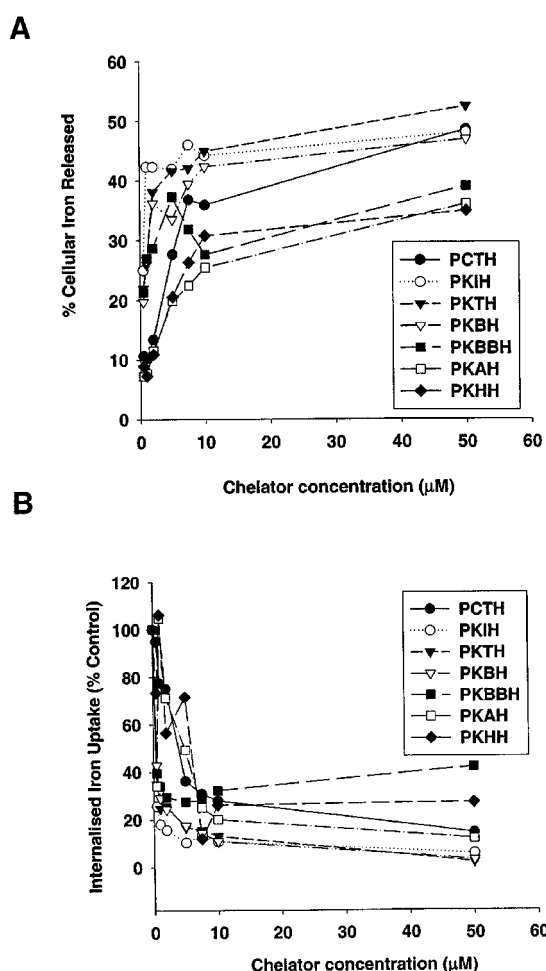 A
% Cellular Iron Released
60
50
40
30
20
10
0
PCTH
PKIH
PKTH
PKBH
PKBBH
PKAH
PKHH
0 10 20 30 40 50 60
Chelator concentration (μM)
B
Internalised Iron Uptake (% Control)
120
100
80
60
40
20
0
PCTH
PKIH
PKTH
PKBH
PKBBH
PKAH
PKHH
0 10 20 30 40 50 60
Chelator concentration (μM)